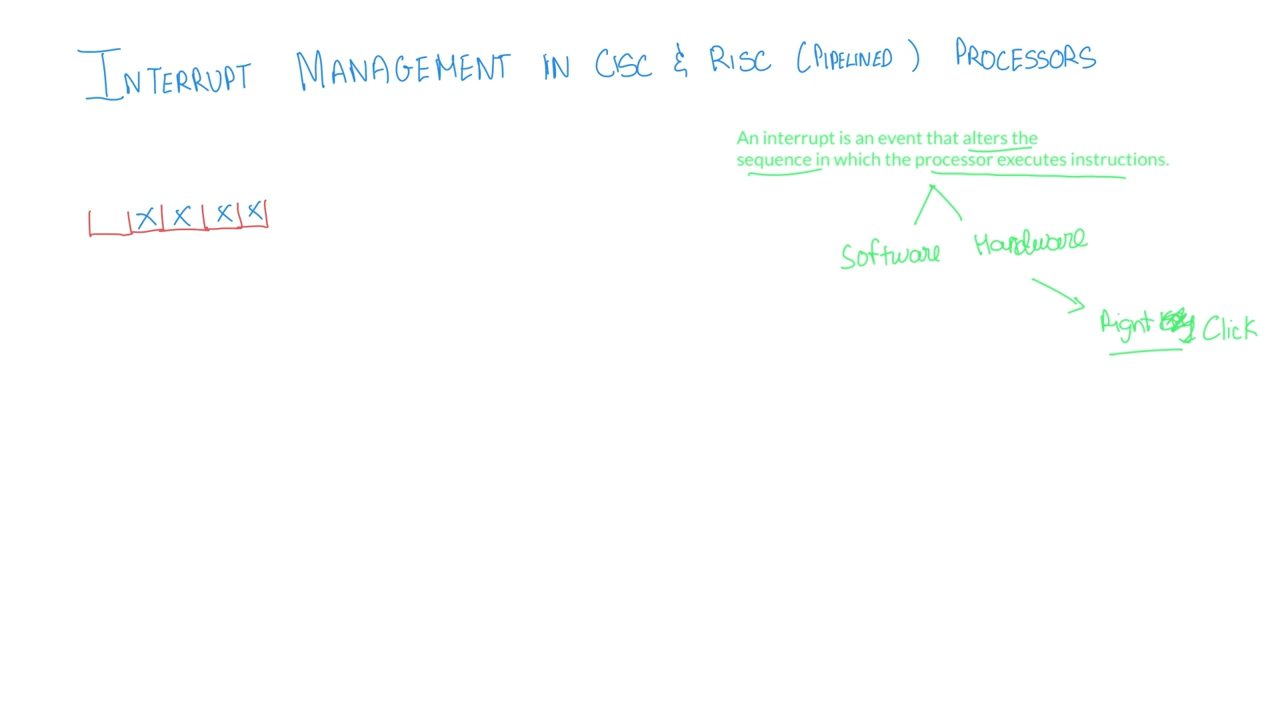 INTERRUPT MANAGEMENT IN CISC & RISC (PIPELINED) PROCESSORS
An interrupt is an event that alters the
sequence in which the processor executes instructions.
X X X X
Software Hardware
Right Click